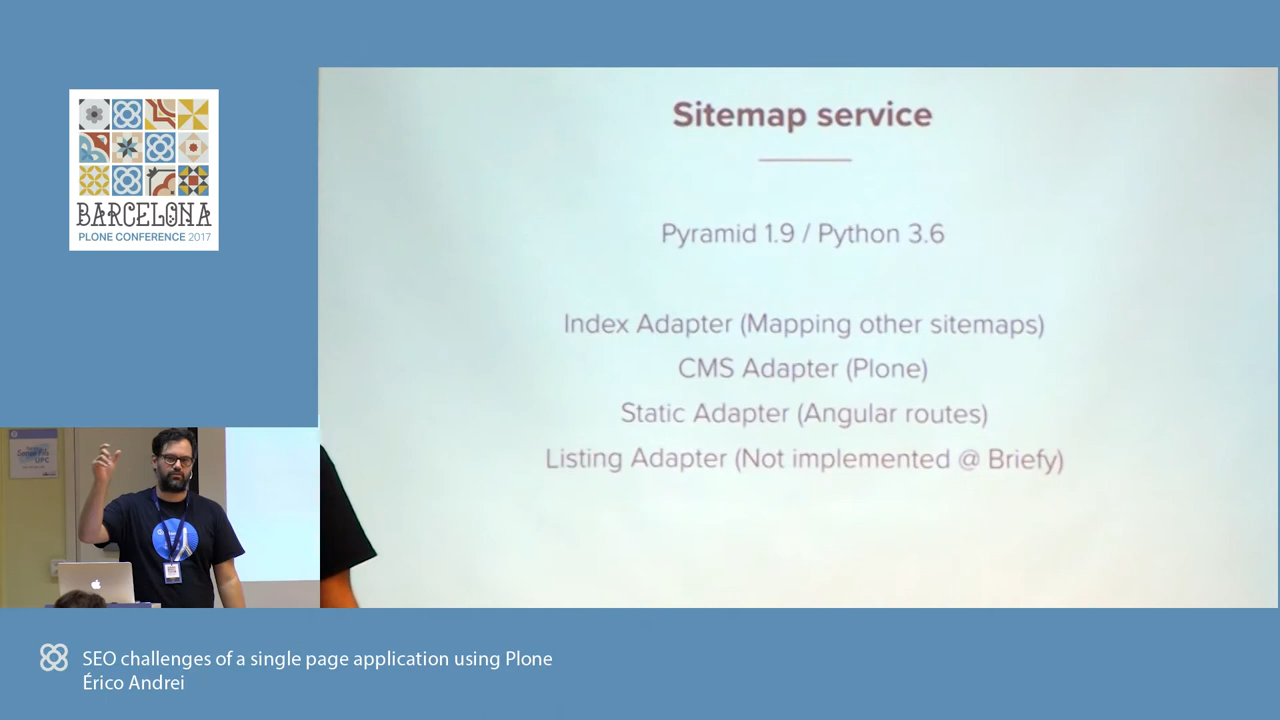 BARCELONA
PLONE CONFERENCE 2017
Sitemap service
Pyramid 1.9 / Python 3.6
Index Adapter (Mapping other sitemaps)
CMS Adapter (Plone)
Static Adapter (Angular routes)
Listing Adapter (Not implemented @ Briefy)
UPC
SEO challenges of a single page application using Plone
Érico Andrei